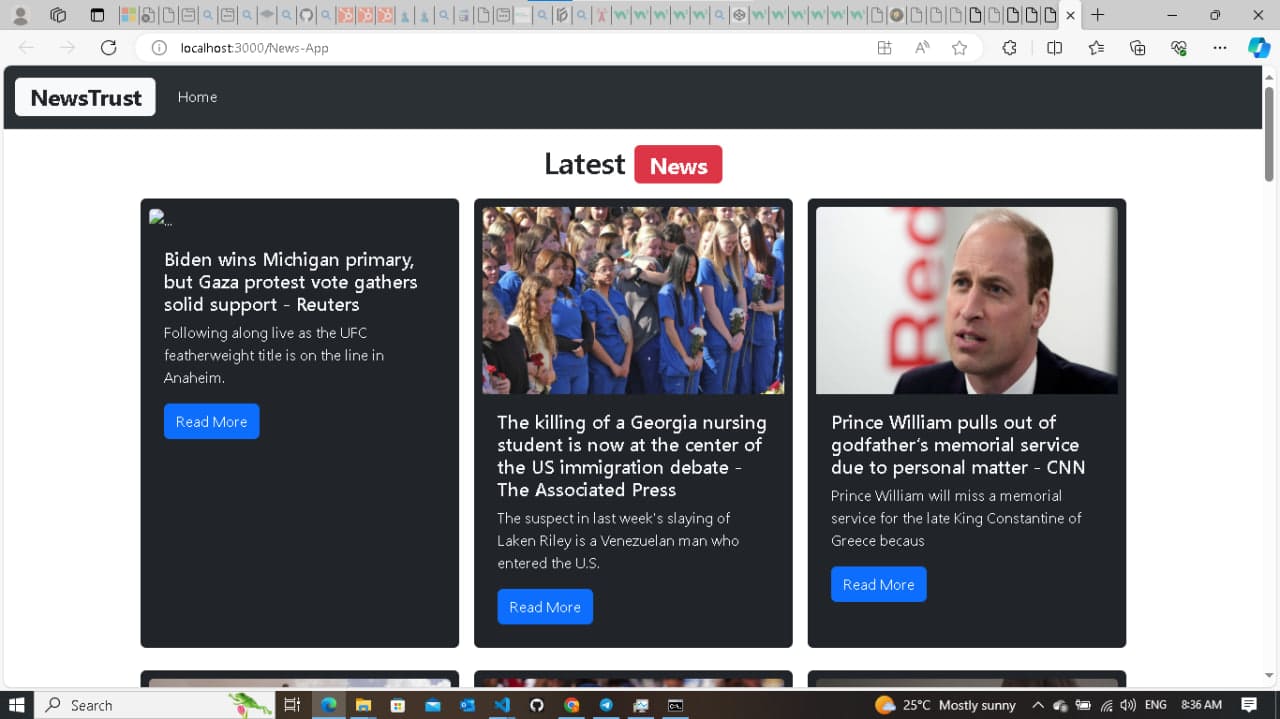 localhost:3000/News-App
NewsTrust
Home
Latest News
...
Biden wins Michigan primary,
but Gaza protest vote gathers
solid support - Reuters
Following along live as the UFC
featherweight title is on the line in
Anaheim.
Read More
Red
The killing of a Georgia nursing
student is now at the center of
the US immigration debate -
The Associated Press
The suspect in last week's slaying of
Laken Riley is a Venezuelan man who
entered the U.S.
Read More
Prince William pulls out of
godfather's memorial service
due to personal matter - CNN
Prince William will miss a memorial
service for the late King Constantine of
Greece becaus
Read More
Search
25°C Mostly sunny
ENG
8:36 AM